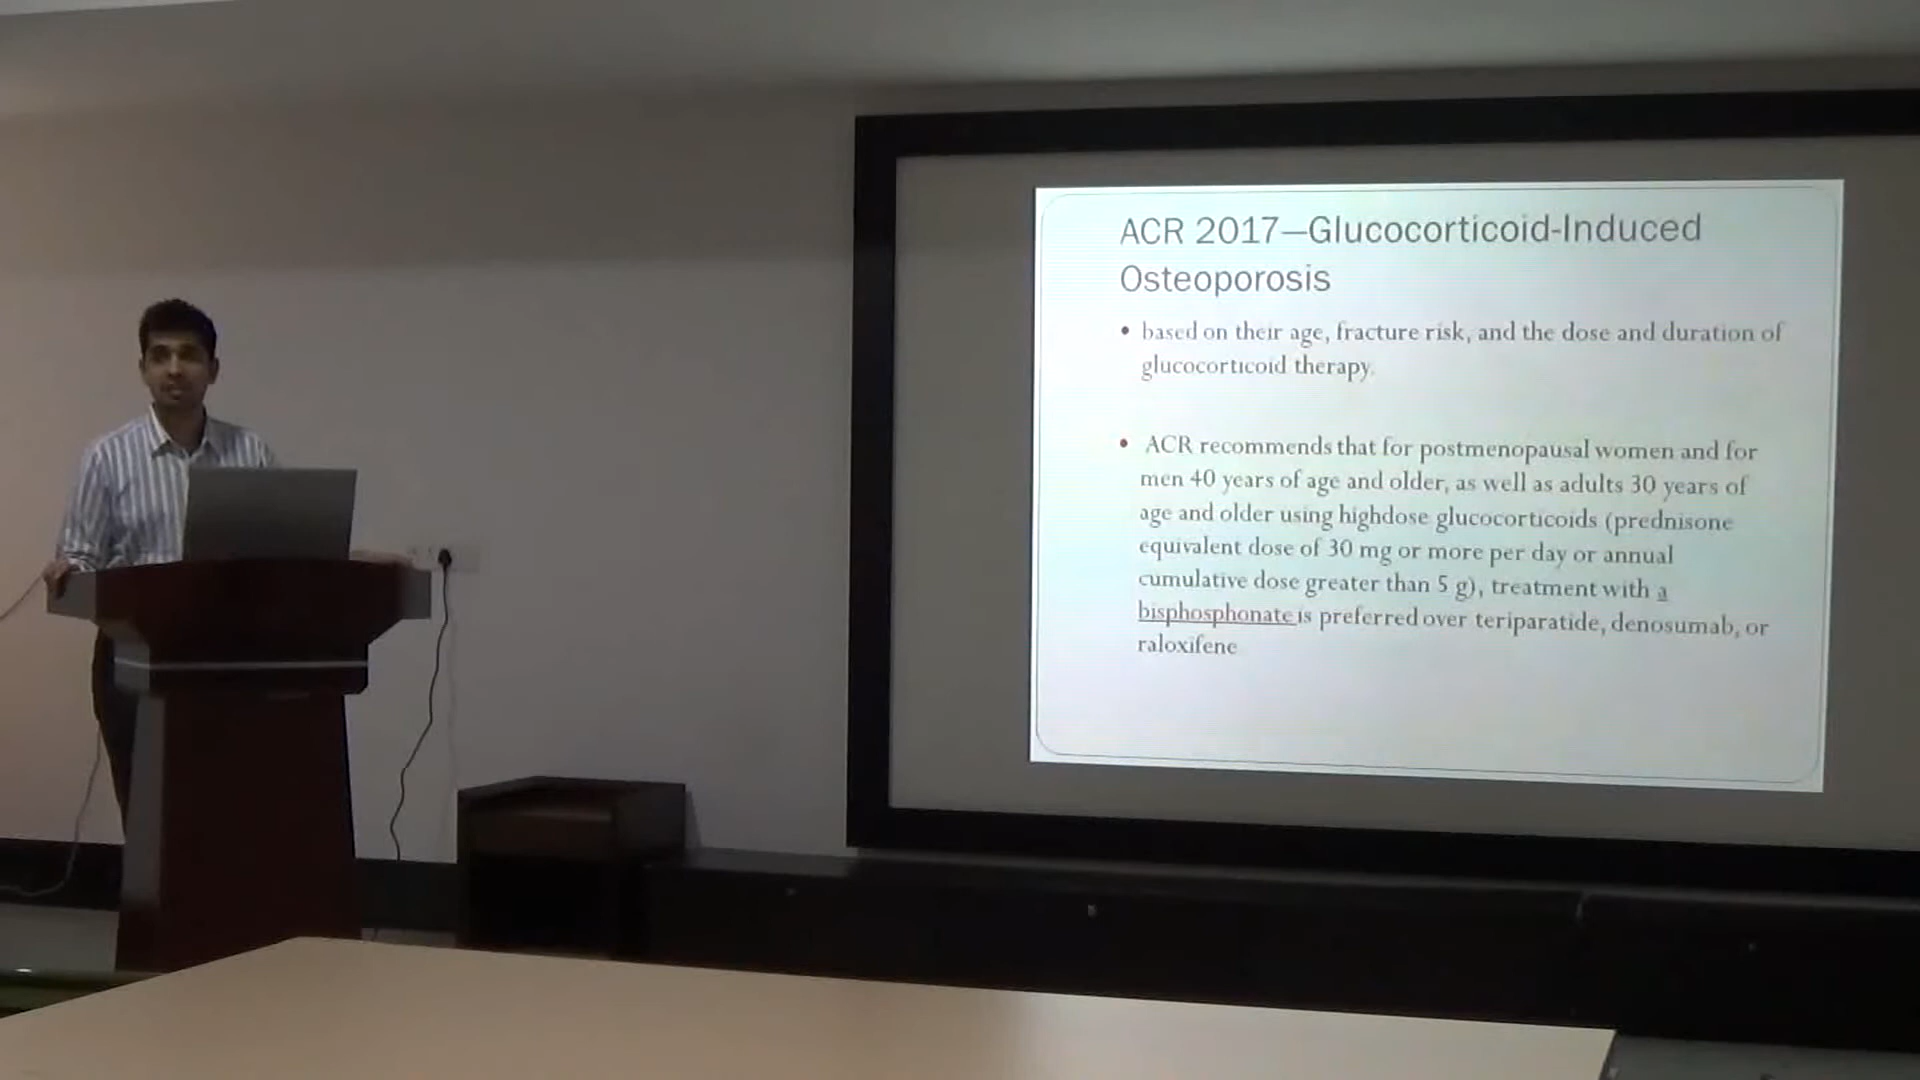 ACR 2017—Glucocorticoid-Induced
Osteoporosis
• based on their age, fracture risk, and the dose and duration of
glucocorticoid therapy.
• ACR recommends that for postmenopausal women and for
men 40 years of age and older, as well as adults 30 years of
age and older using highdose glucocorticoids (prednisone
equivalent dose of 30 mg or more per day or annual
cumulative dose greater than 5 g), treatment with a
bisphosphonate is preferred over teriparatide, denosumab, or
raloxifene